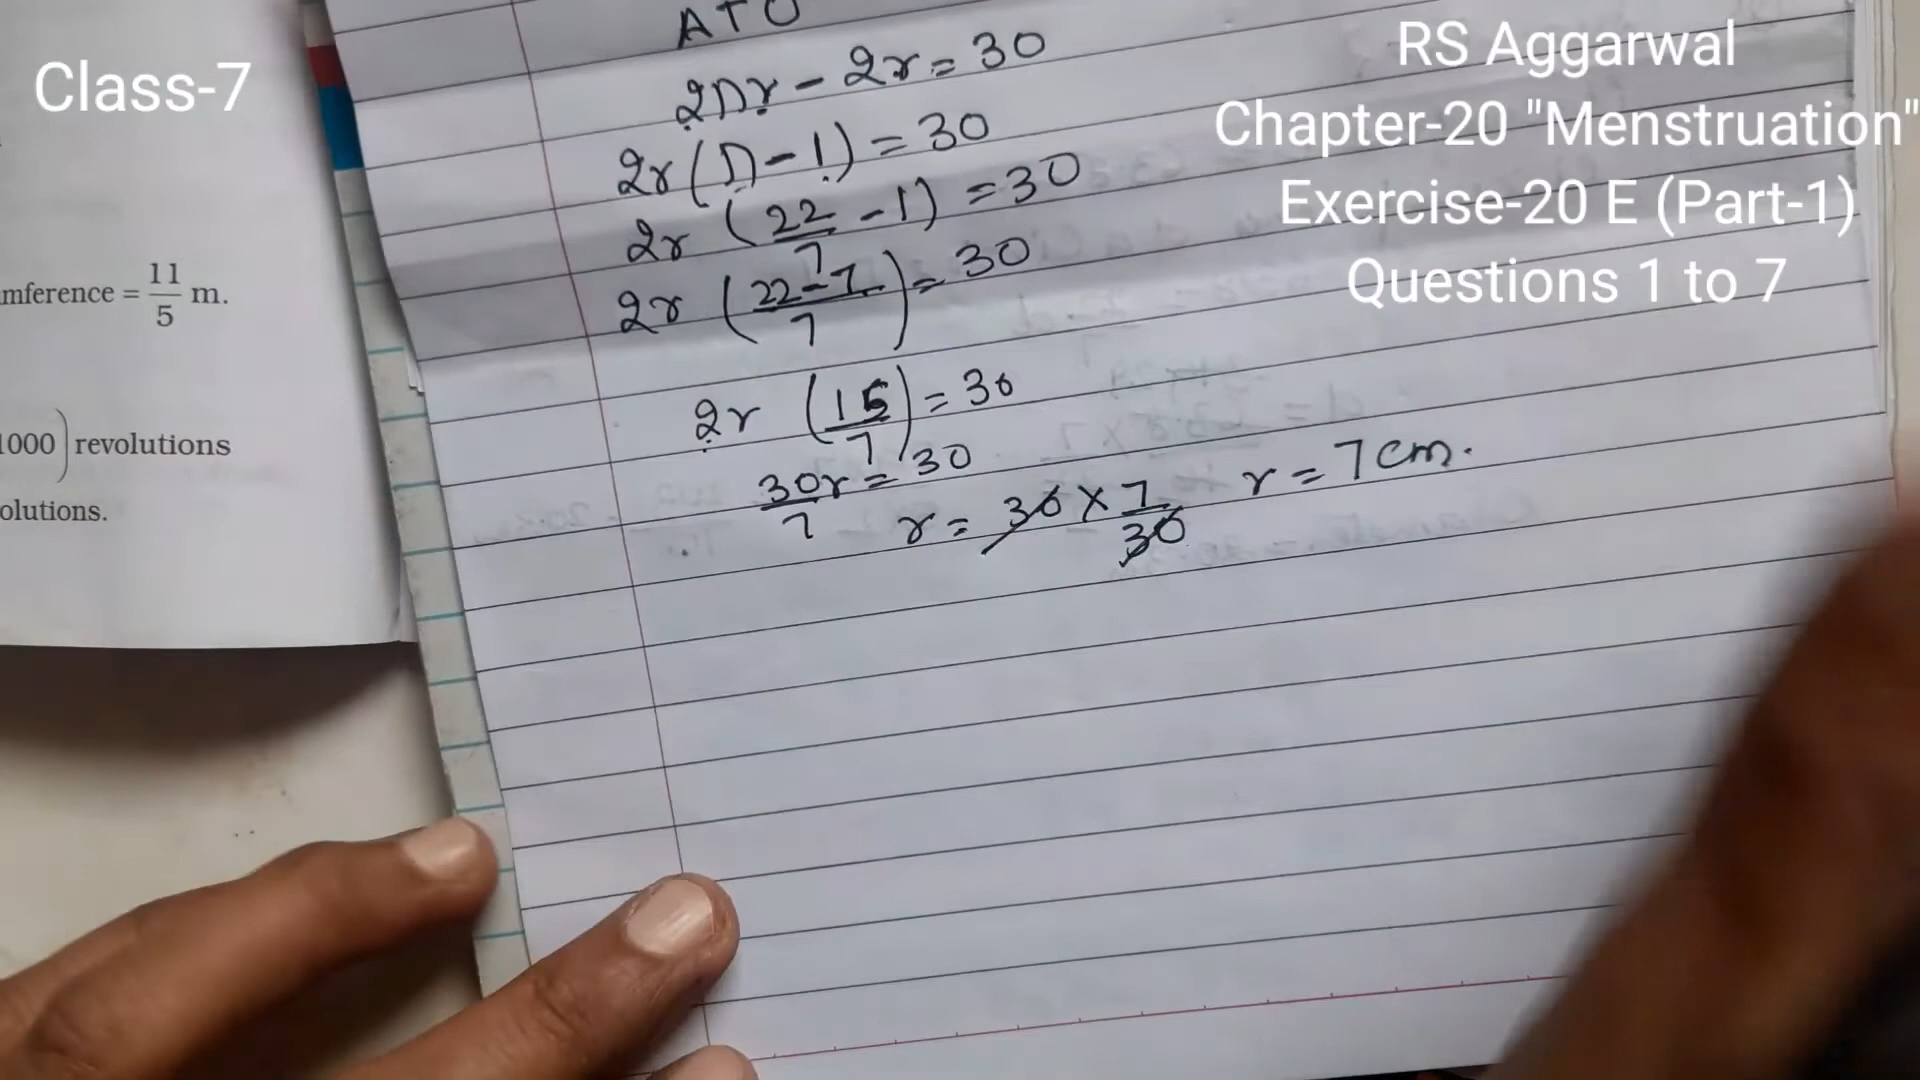 Class-7
RS Aggarwal
Chapter-20 "Menstruation"
Exercise-20 E (Part-1)
Questions 1 to 7
mference = 11/5 m.
1000) revolutions
olutions.
ATQ
2πr - 2r = 30
2r (π - 1) = 30
2r (22/7 - 1) = 30
2r (22-7/7) = 30
2r (15/7) = 30
30r/7 = 30
r = 30 × 7/30 r = 7 cm.